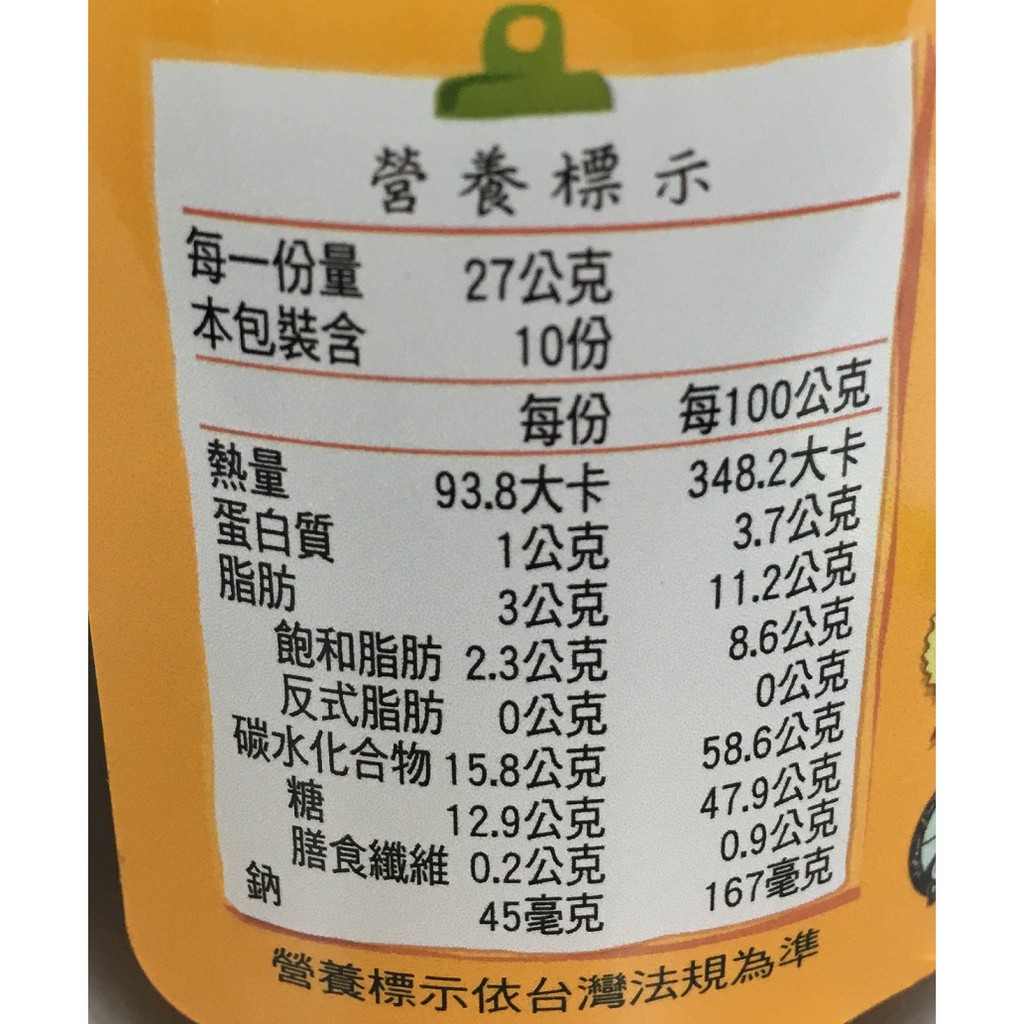 營養標示
每一份量 27公克
本包裝含 10份
每份 每100公克
熱量 93.8大卡 348.2大卡
蛋白質 1公克 3.7公克
脂肪 3公克 11.2公克
飽和脂肪 2.3公克 8.6公克
反式脂肪 0公克 0公克
碳水化合物 15.8公克 58.6公克
糖 12.9公克 47.9公克
膳食纖維 0.2公克 0.9公克
鈉 45毫克 167毫克
營養標示依台灣法規為準